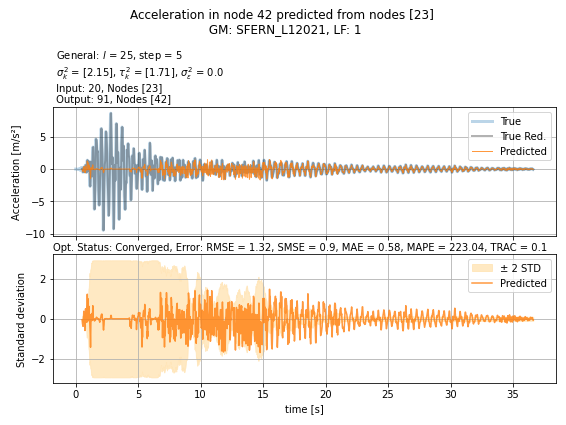 Acceleration in node 42 predicted from nodes [23]
GM: SFERN_L12021, LF: 1
General: l = 25, step = 5
σ²ₖ = [2.15], τ²ₖ = [1.71], σ²ε = 0.0
Input: 20, Nodes [23]
Output: 91, Nodes [42]
Acceleration [m/s²]
5
0
−5
−10
True
True Red.
Predicted
Opt. Status: Converged, Error: RMSE = 1.32, SMSE = 0.9, MAE = 0.58, MAPE = 223.04, TRAC = 0.1
Standard deviation
2
0
−2
± 2 STD
Predicted
0 5 10 15 20 25 30 35
time [s]